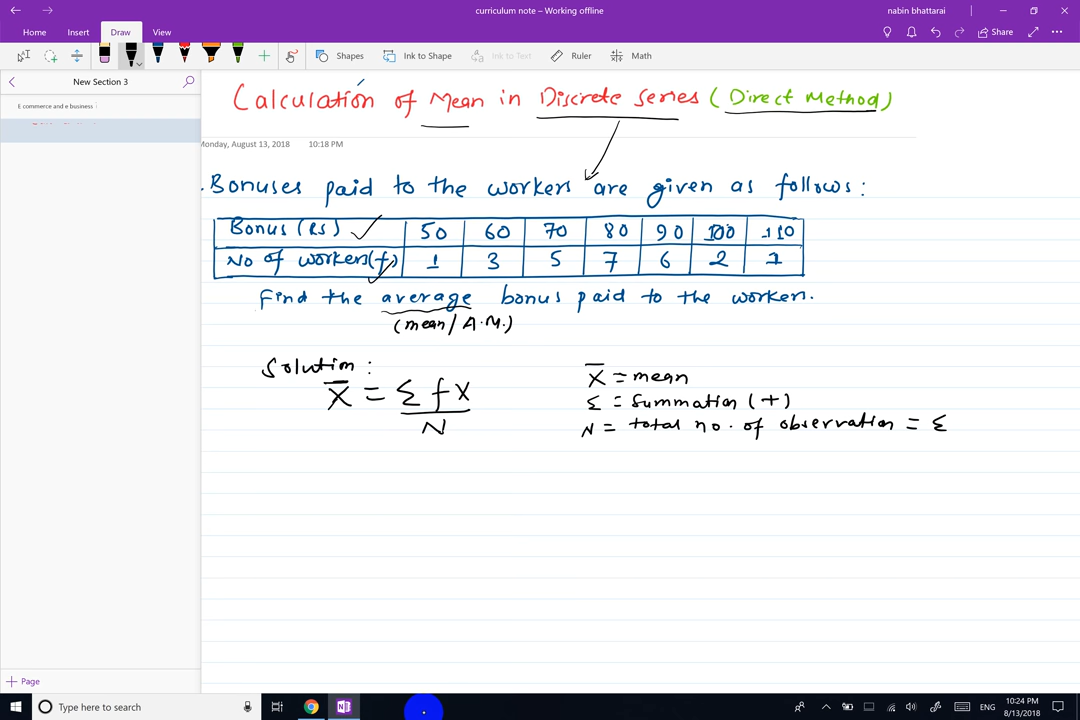 curriculum note – Working offline
nabin bhattarai
Home Insert Draw View
Share
Shapes Ink to Shape Ink to Text Ruler Math
New Section 3
E commerce and e business
Calculation of Mean in Discrete Series (Direct Method)
Monday, August 13, 2018 10:18 PM
. Bonuses paid to the workers are given as follows:
Bonus (Rs) 50 60 70 80 90 100 110
No of workers(f) 1 3 5 7 6 2 1
Find the average bonus paid to the worker.
(mean/A.M.)
Solution:
X̄ = Σ f X
N
X̄ = mean
Σ = Summation (+)
N = total no. of observation = Σ
+ Page
Type here to search
ENG
10:24 PM
8/13/2018